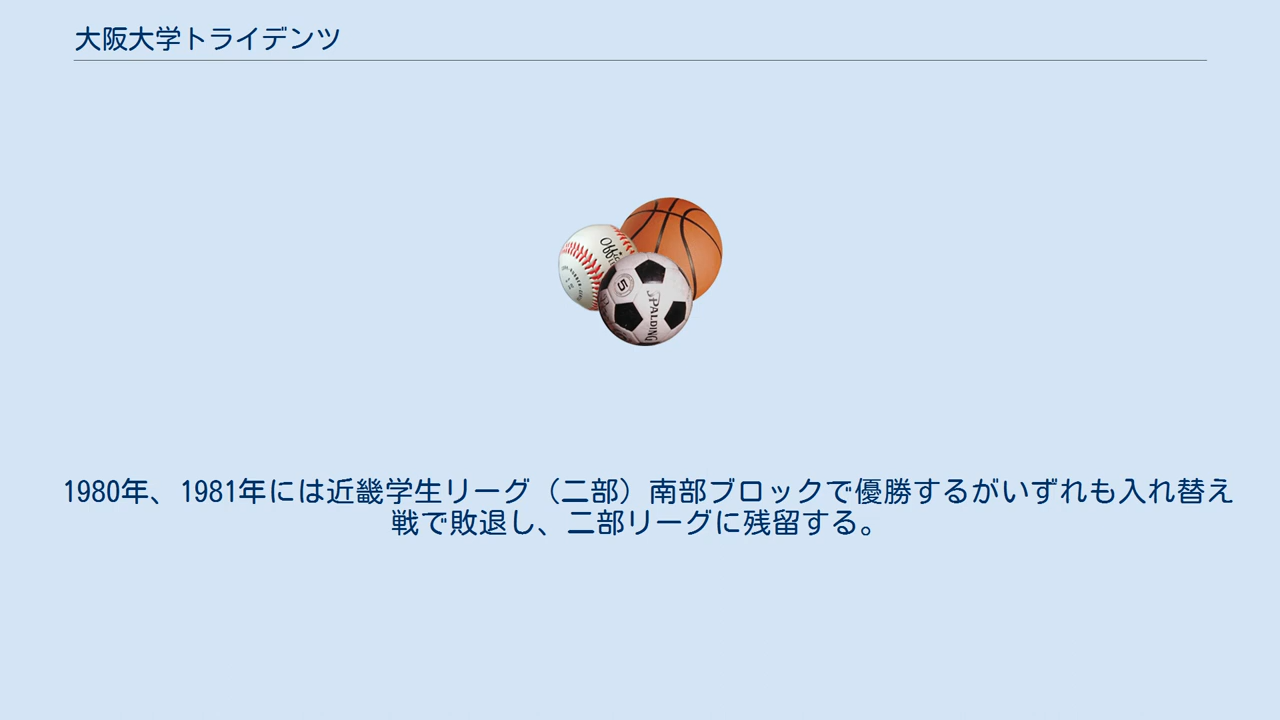 大阪大学トライデンツ
Offic
5
SPALDING
1980年、1981年には近畿学生リーグ（二部）南部ブロックで優勝するがいずれも入れ替え
戦で敗退し、二部リーグに残留する。